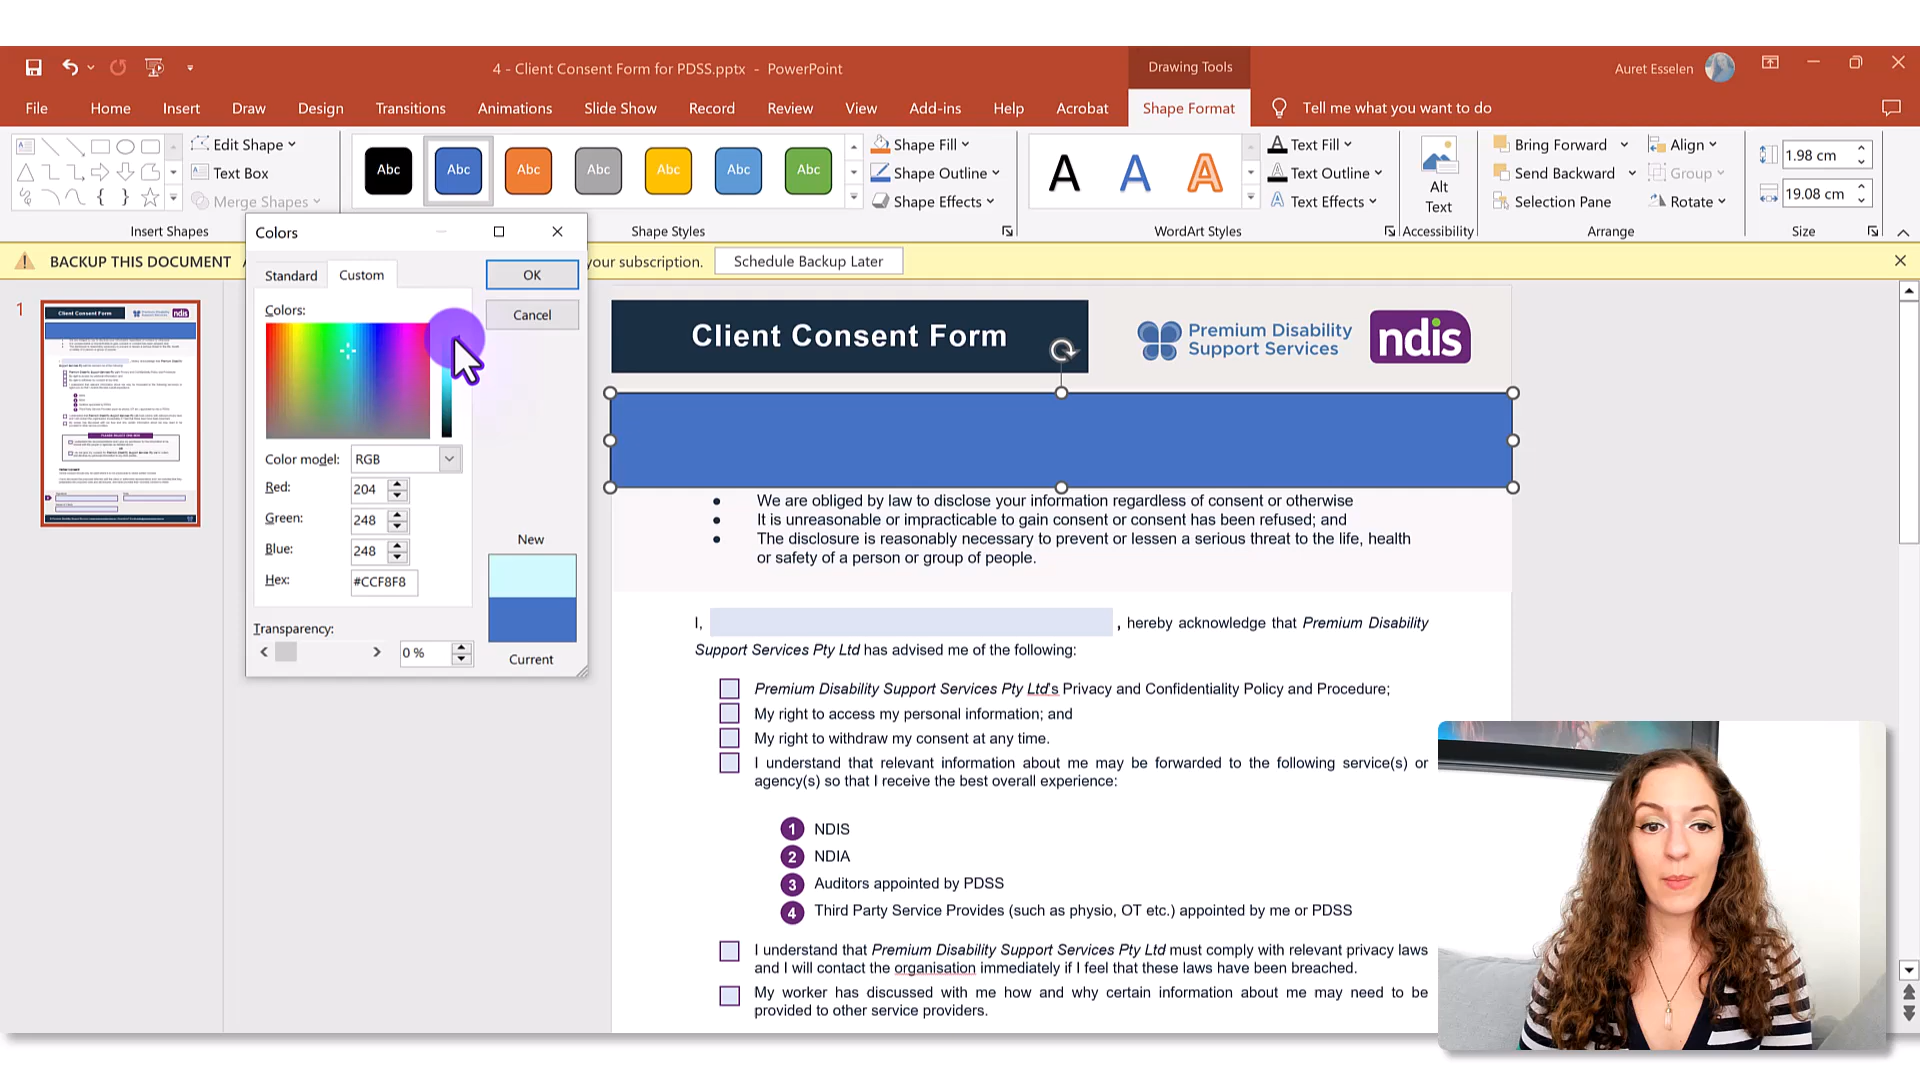 4 - Client Consent Form for PDSS.pptx - PowerPoint
Drawing Tools
Auret Esselen
File Home Insert Draw Design Transitions Animations Slide Show Record Review View Add-ins Help Acrobat Shape Format Tell me what you want to do
Edit Shape
Text Box
Merge Shapes
Insert Shapes
Abc Abc Abc Abc Abc Abc Abc
Shape Fill
Shape Outline
Shape Effects
Shape Styles
A A A
Text Fill
Text Outline
Text Effects
WordArt Styles
Alt
Text
Accessibility
Bring Forward
Send Backward
Selection Pane
Align
Group
Rotate
Arrange
1.98 cm
19.08 cm
Size
BACKUP THIS DOCUMENT
your subscription.
Schedule Backup Later
1
Client Consent Form
ndis
Colors
Standard Custom
OK
Cancel
Colors:
Color model: RGB
Red: 204
Green: 248
Blue: 248
Hex: #CCF8F8
New
Current
Transparency:
0 %
Client Consent Form
Premium Disability
Support Services
ndis
• We are obliged by law to disclose your information regardless of consent or otherwise
• It is unreasonable or impracticable to gain consent or consent has been refused; and
• The disclosure is reasonably necessary to prevent or lessen a serious threat to the life, health
or safety of a person or group of people.
I, , hereby acknowledge that Premium Disability
Support Services Pty Ltd has advised me of the following:
Premium Disability Support Services Pty Ltd's Privacy and Confidentiality Policy and Procedure;
My right to access my personal information; and
My right to withdraw my consent at any time.
I understand that relevant information about me may be forwarded to the following service(s) or
agency(s) so that I receive the best overall experience:
1 NDIS
2 NDIA
3 Auditors appointed by PDSS
4 Third Party Service Provides (such as physio, OT etc.) appointed by me or PDSS
I understand that Premium Disability Support Services Pty Ltd must comply with relevant privacy laws
and I will contact the organisation immediately if I feel that these laws have been breached.
My worker has discussed with me how and why certain information about me may need to be
provided to other service providers.